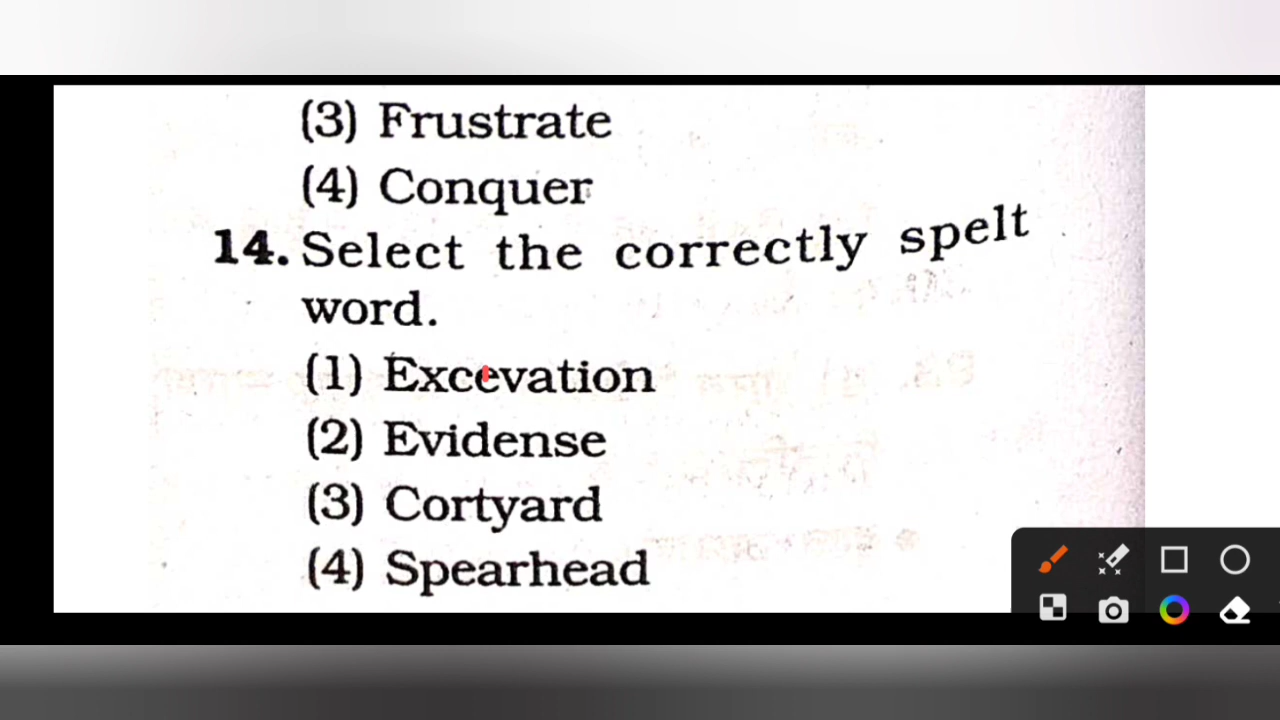 (3) Frustrate
(4) Conquer
14. Select the correctly spelt
word.
(1) Excevation
(2) Evidense
(3) Cortyard
(4) Spearhead